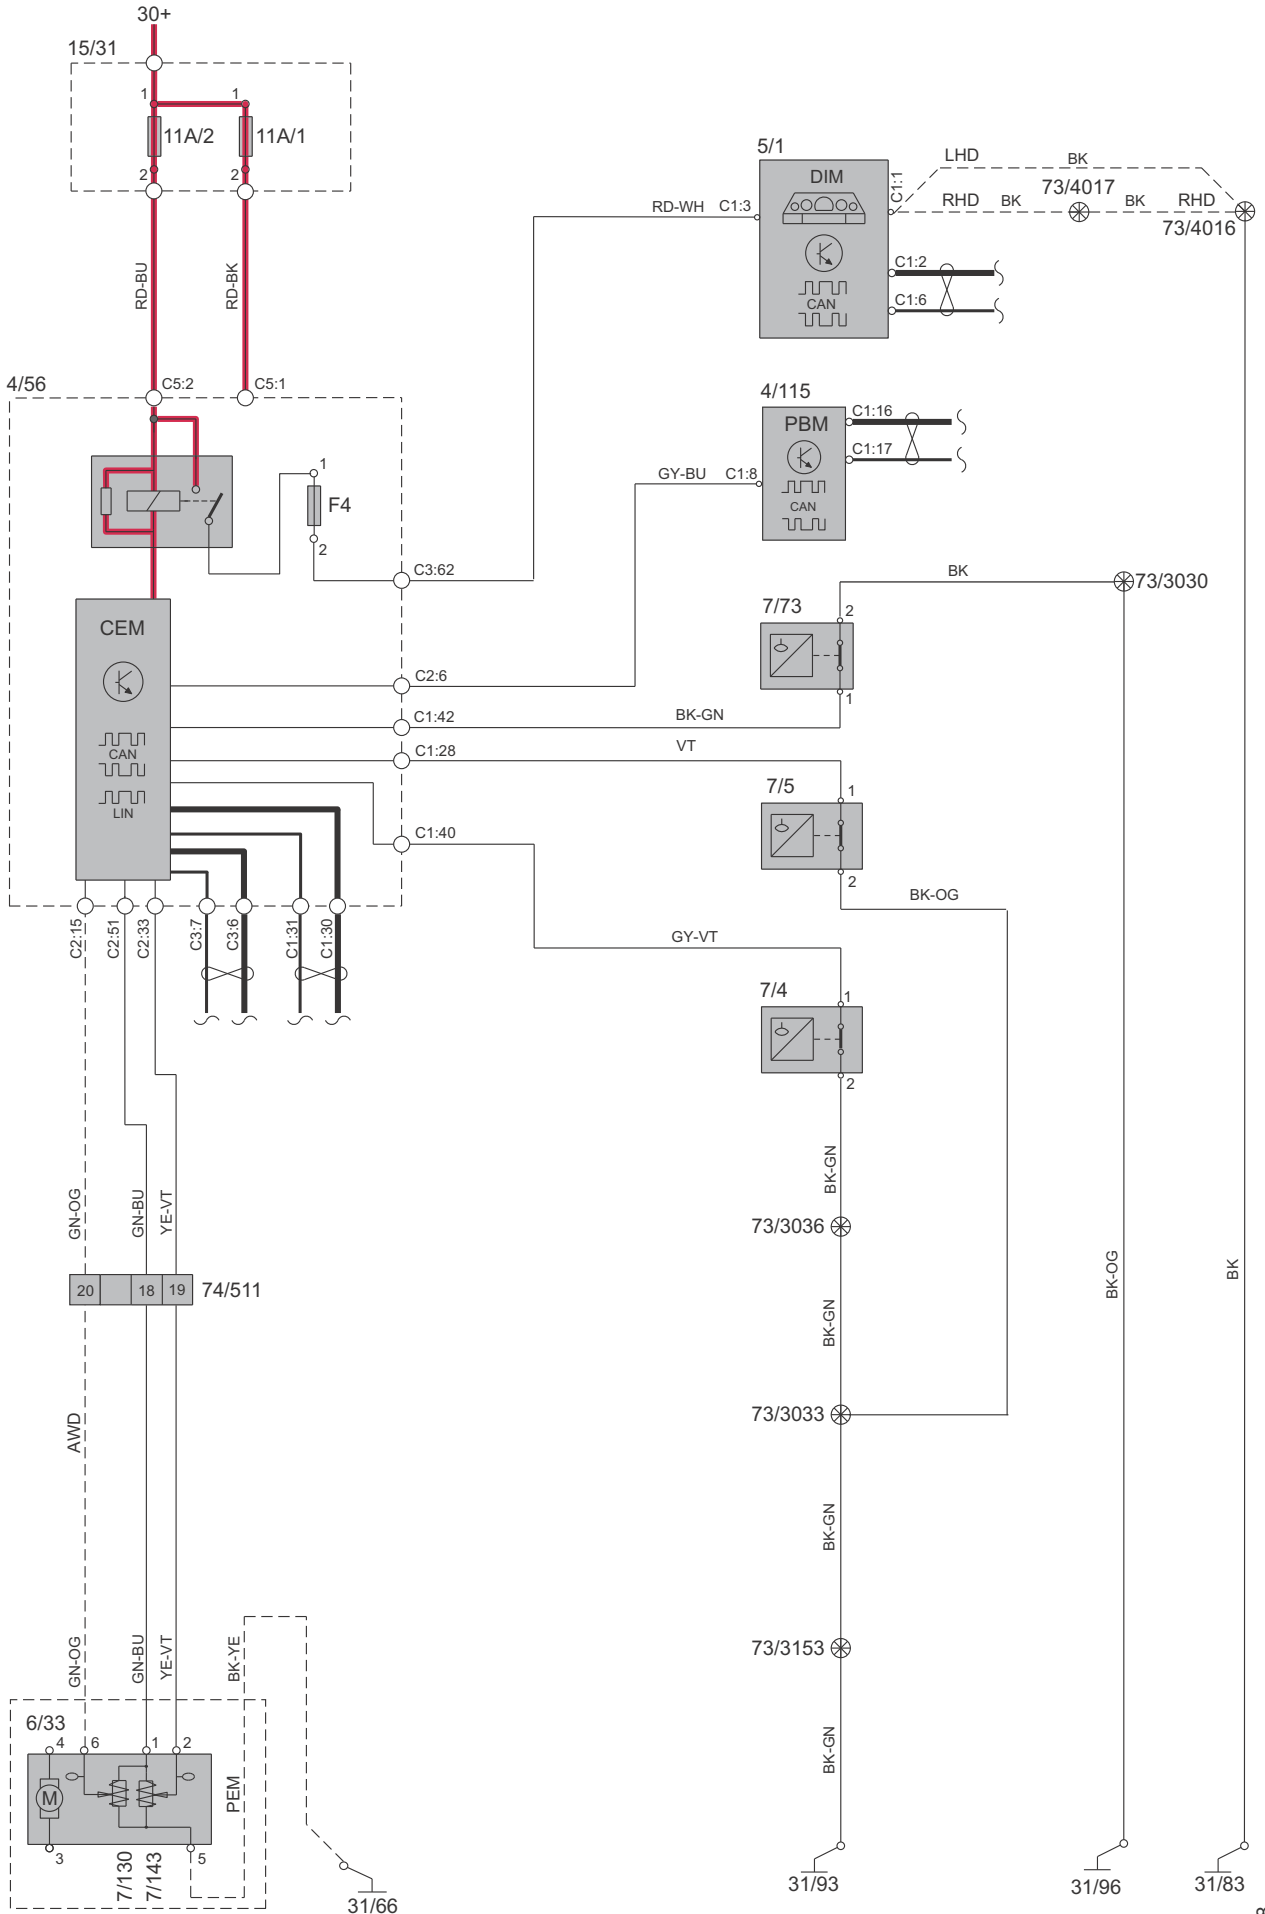 30+
15/31
1
1
11A/2
11A/1
2
2
RD-BU
RD-BK
5/1
DIM
C1:1
LHD
BK
73/4017
RHD
BK
BK
RHD
73/4016
RD-WH
C1:3
C1:2
CAN
C1:6
4/56
C5:2
C5:1
4/115
PBM
C1:16
C1:17
GY-BU
C1:8
CAN
1
F4
2
C3:62
BK
73/3030
CEM
7/73
2
1
C2:6
C1:42
BK-GN
CAN
C1:28
VT
LIN
7/5
1
2
C1:40
BK-OG
C2:15
C2:51
C2:33
C3:7
C3:6
C1:31
C1:30
GY-VT
7/4
1
2
BK-GN
GN-OG
GN-BU
YE-VT
73/3036
BK-OG
BK
20
18
19
74/511
BK-GN
AWD
73/3033
BK-GN
GN-OG
GN-BU
YE-VT
BK-YE
73/3153
6/33
4
6
1
2
BK-GN
M
PEM
3
5
7/130
7/143
31/66
31/93
31/96
31/83